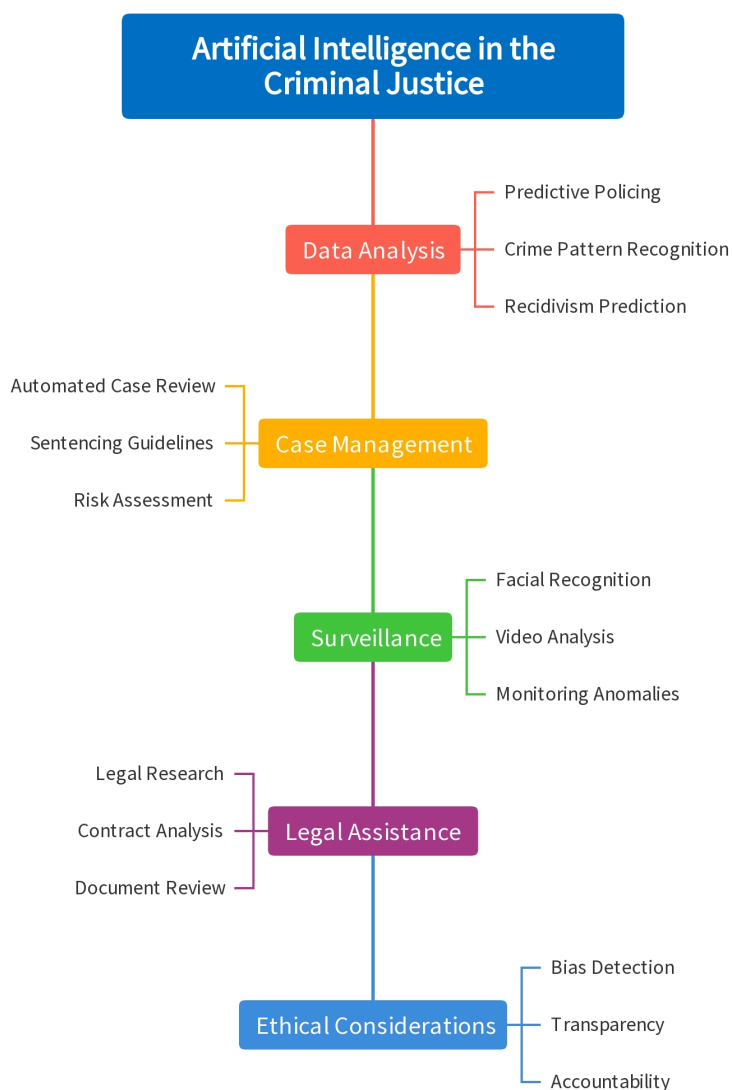 Artificial Intelligence in the
Criminal Justice
Data Analysis
Predictive Policing
Crime Pattern Recognition
Recidivism Prediction
Case Management
Automated Case Review
Sentencing Guidelines
Risk Assessment
Surveillance
Facial Recognition
Video Analysis
Monitoring Anomalies
Legal Assistance
Legal Research
Contract Analysis
Document Review
Ethical Considerations
Bias Detection
Transparency
Accountability